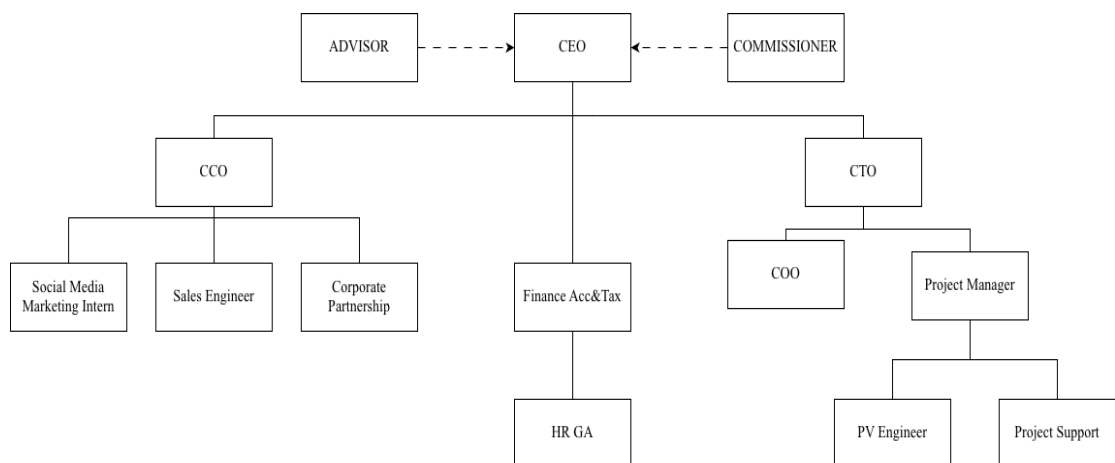 ADVISOR
CEO
COMMISSIONER
CCO
CTO
Social Media
Marketing Intern
Sales Engineer
Corporate
Partnership
Finance Acc&Tax
COO
Project Manager
HR GA
PV Engineer
Project Support